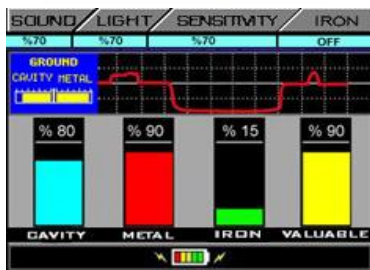 SOUND LIGHT SENSITIVITY IRON
%70 %70 %70 OFF
GROUND
CAVITY METAL
% 80 % 90 % 15 % 90
CAVITY METAL IRON VALUABLE